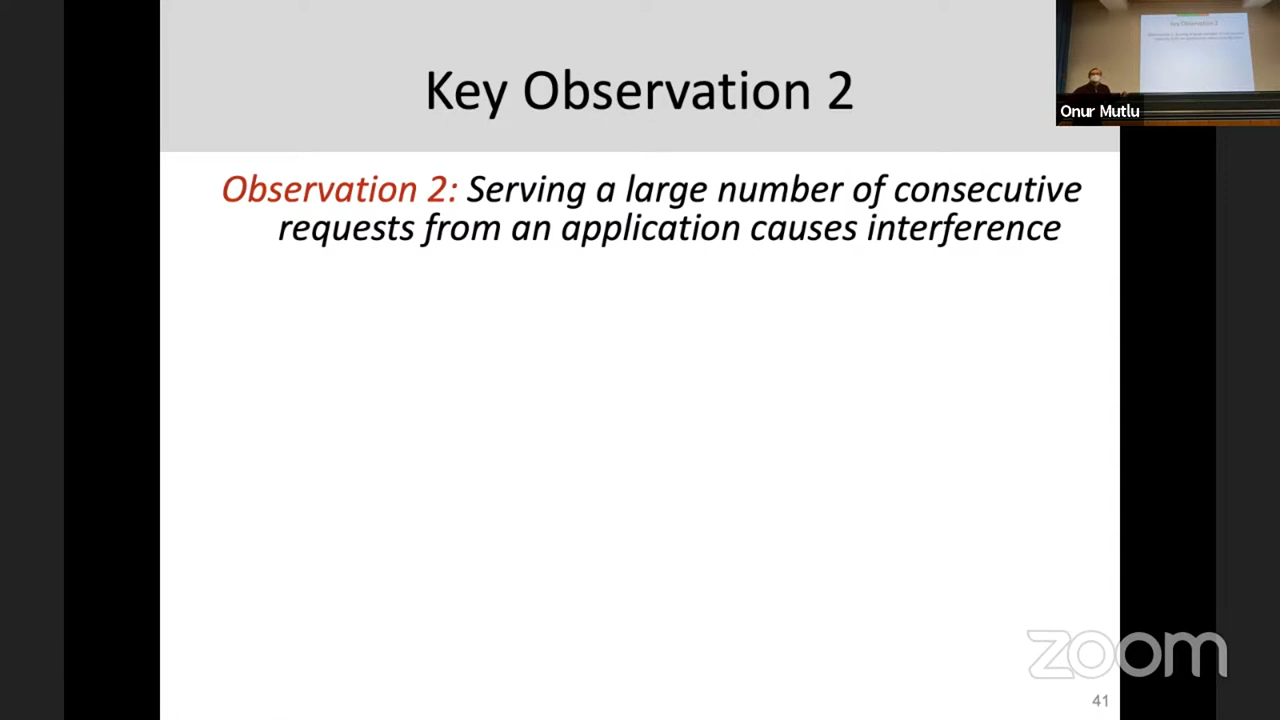 Key Observation 2
Onur Mutlu
Observation 2: Serving a large number of consecutive
requests from an application causes interference
zoom
41